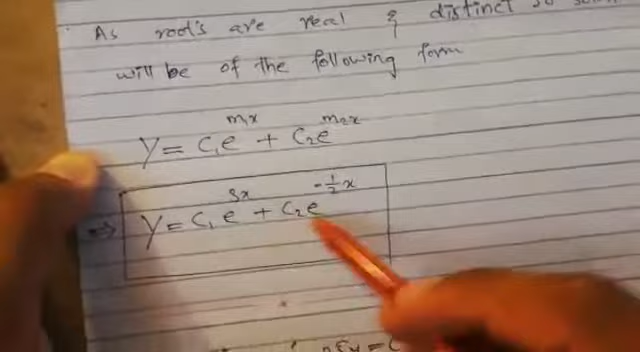 As roots are real & distinct so
will be of the following form
y = c₁e^{m₁x} + c₂e^{m₂x}
⇒ y = c₁e^{3x} + c₂e^{-\frac{1}{2}x}